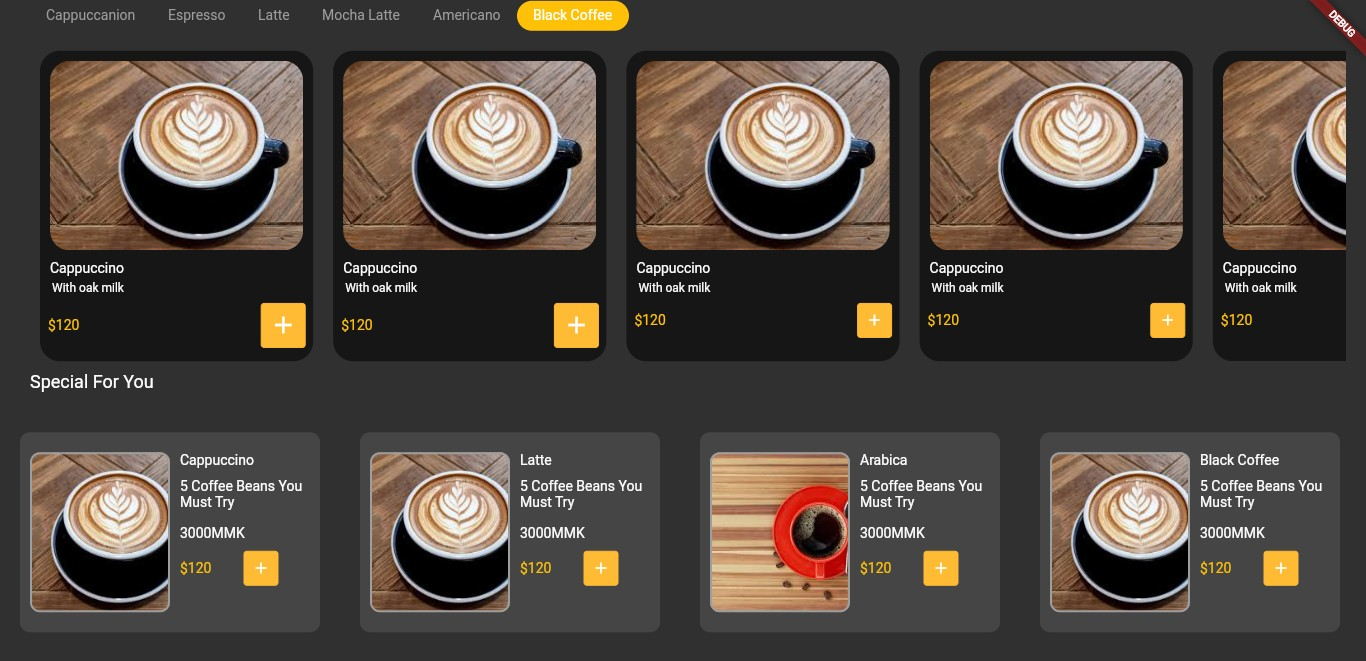 Cappuccanion Espresso Latte Mocha Latte Americano Black Coffee
DEBUG
Cappuccino Cappuccino Cappuccino Cappuccino Cappuccino
With oak milk With oak milk With oak milk With oak milk With oak milk
$120 + $120 + $120 + $120 + $120
Special For You
Cappuccino
5 Coffee Beans You
Must Try
3000MMK
$120 +
Latte
5 Coffee Beans You
Must Try
3000MMK
$120 +
Arabica
5 Coffee Beans You
Must Try
3000MMK
$120 +
Black Coffee
5 Coffee Beans You
Must Try
3000MMK
$120 +